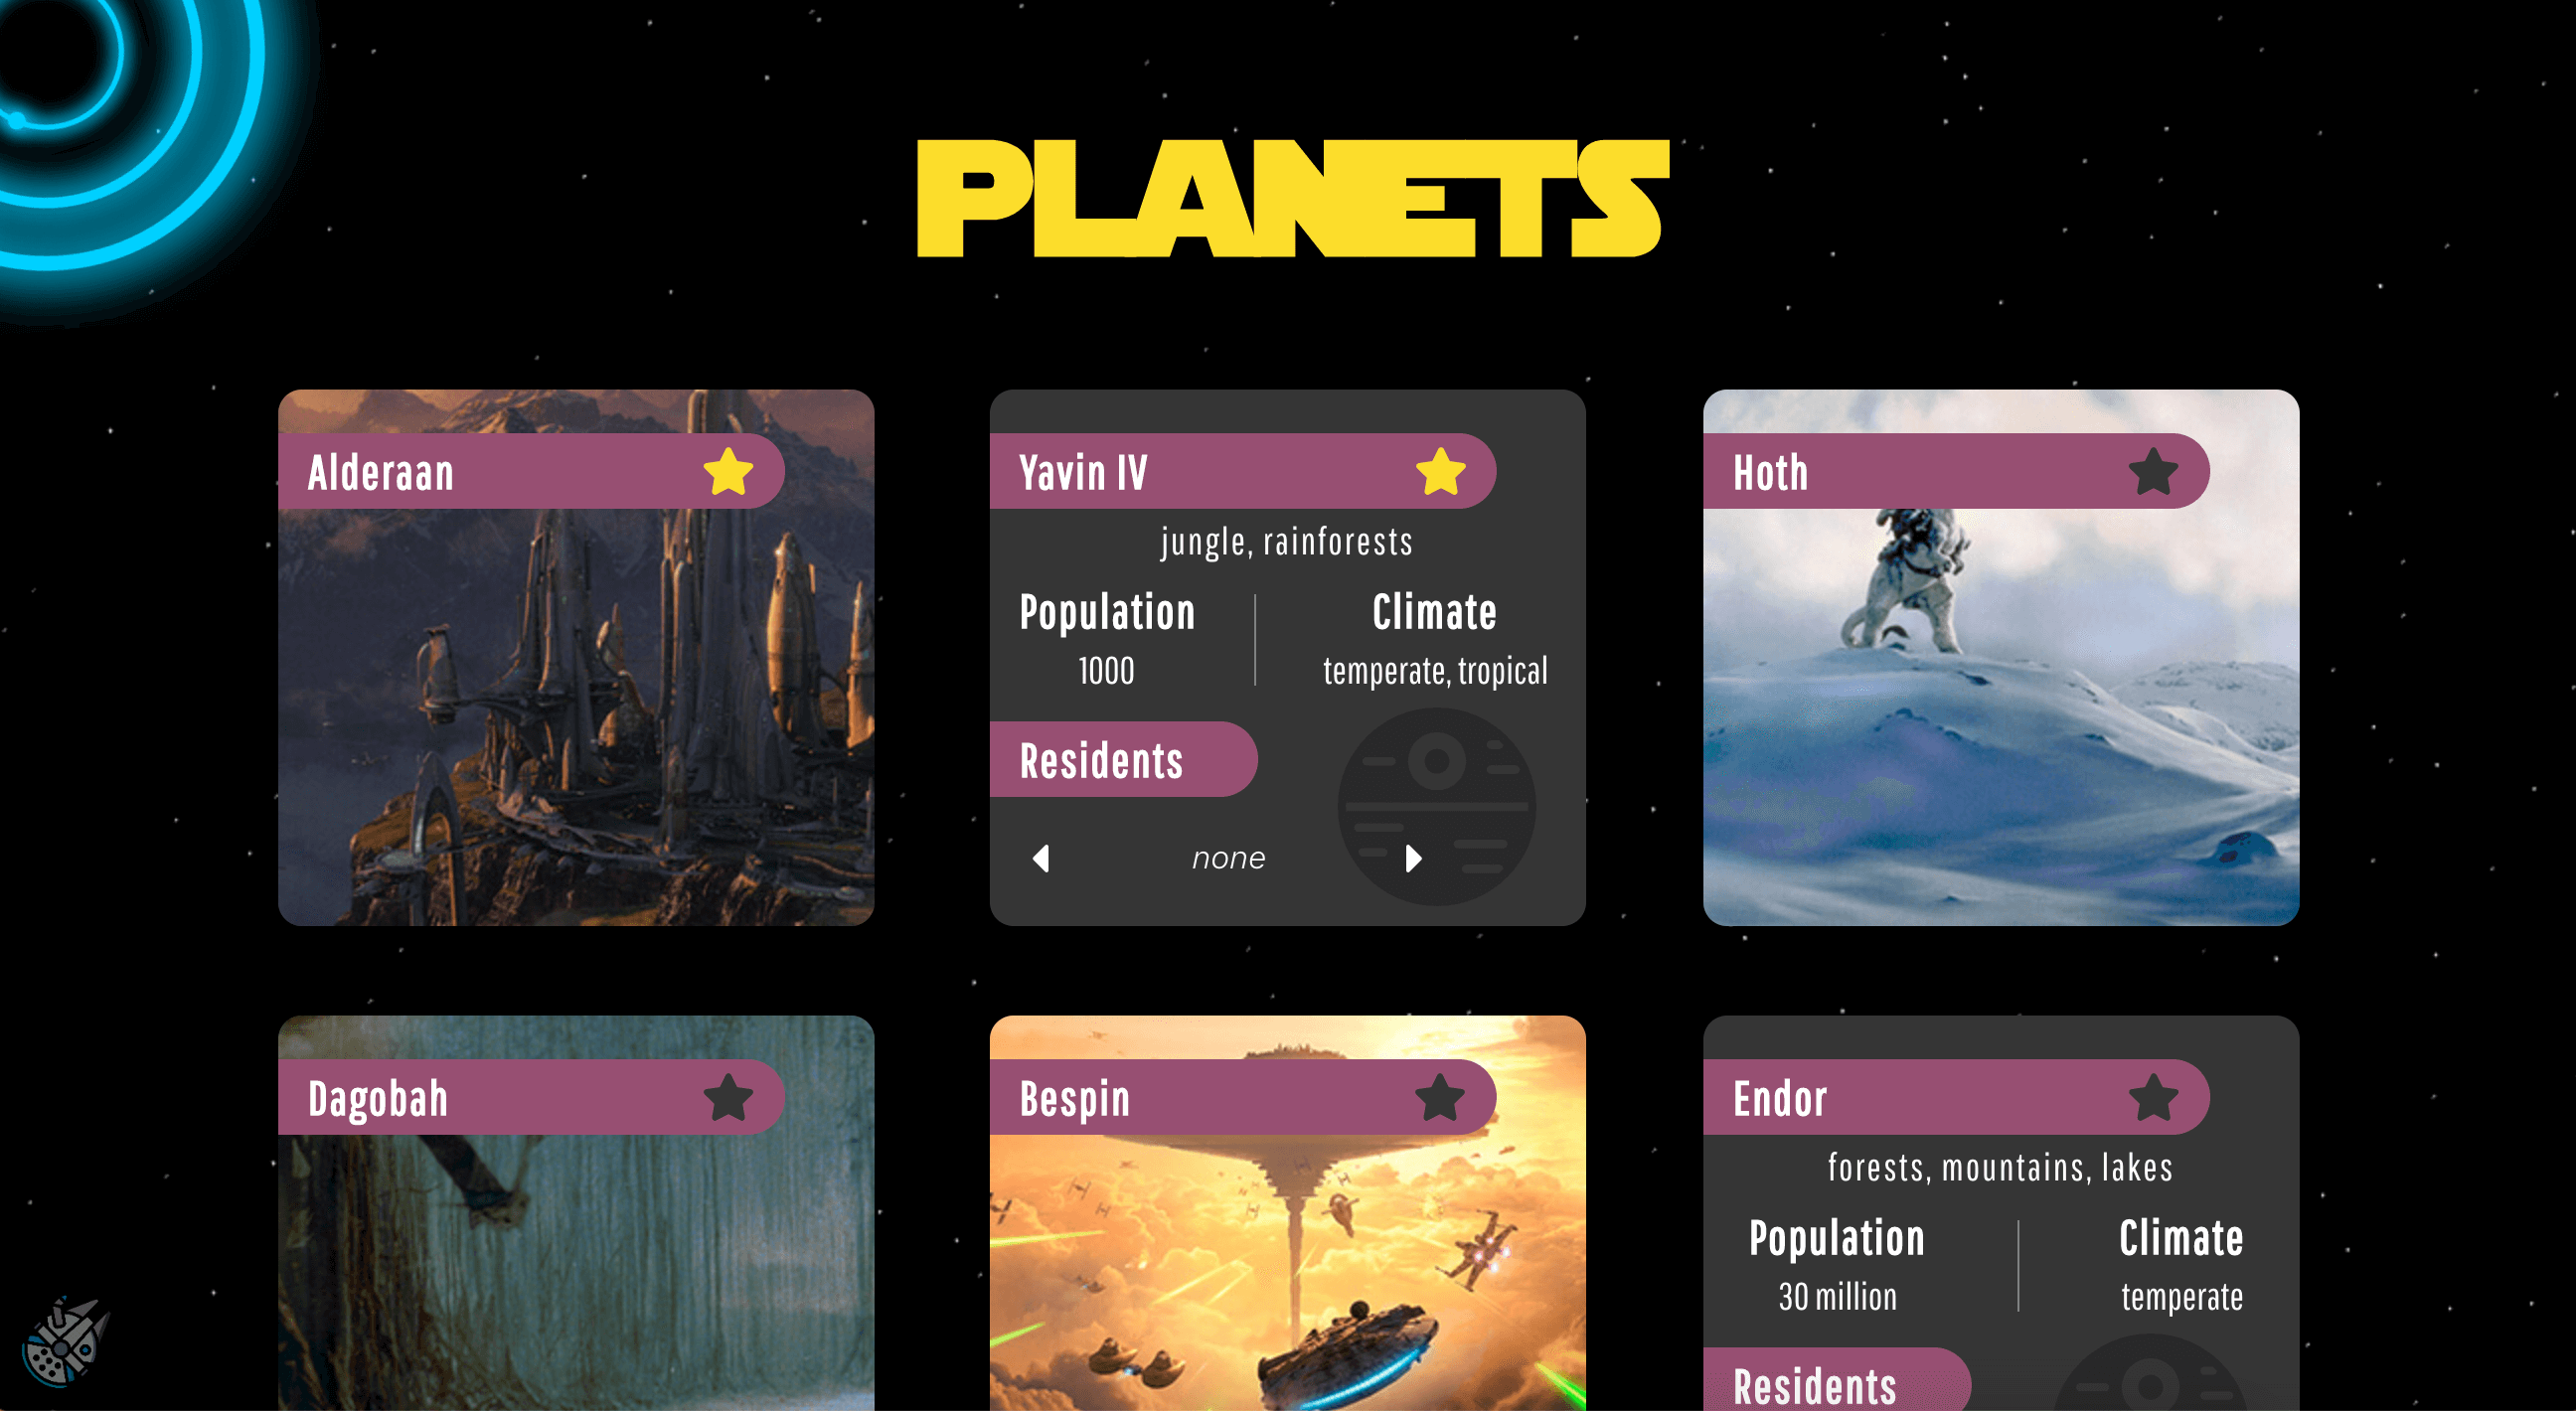 PLANETS
Alderaan
Yavin IV
jungle, rainforests
Population
1000
Climate
temperate, tropical
Residents
none
Hoth
Dagobah
Bespin
Endor
forests, mountains, lakes
Population
30 million
Climate
temperate
Residents